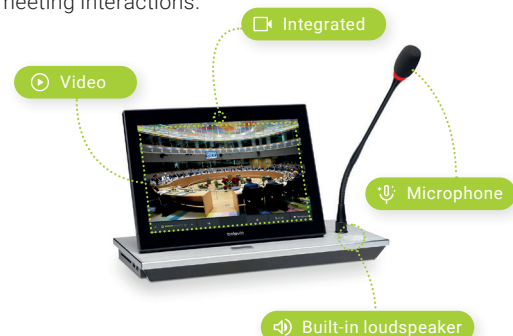 meeting interactions.
Integrated
Video
Microphone
Built-in loudspeaker